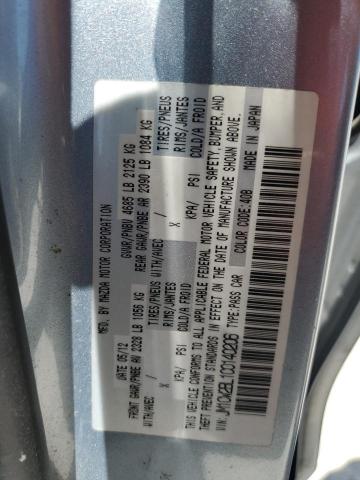 MFD. BY MAZDA MOTOR CORPORATION
DATE 05/12 GVWR/PNBV 4685 LB 2125 KG
FRONT GAWR/PNBE AV 2328 LB 1056 KG REAR GAWR/PNBE AR 2390 LB 1084 KG
TIRES/PNEUS WITH/AVEC TIRES/PNEUS
RIMS/JANTES X RIMS/JANTES
KPA/ PSI COLD/A FROID KPA/ PSI COLD/A FROID
THIS VEHICLE CONFORMS TO ALL APPLICABLE FEDERAL MOTOR VEHICLE SAFETY, BUMPER, AND
THEFT PREVENTION STANDARDS IN EFFECT ON THE DATE OF MANUFACTURE SHOWN ABOVE.
VIN: TYPE: PASS. CAR COLOR CODE: 40B MADE IN JAPAN